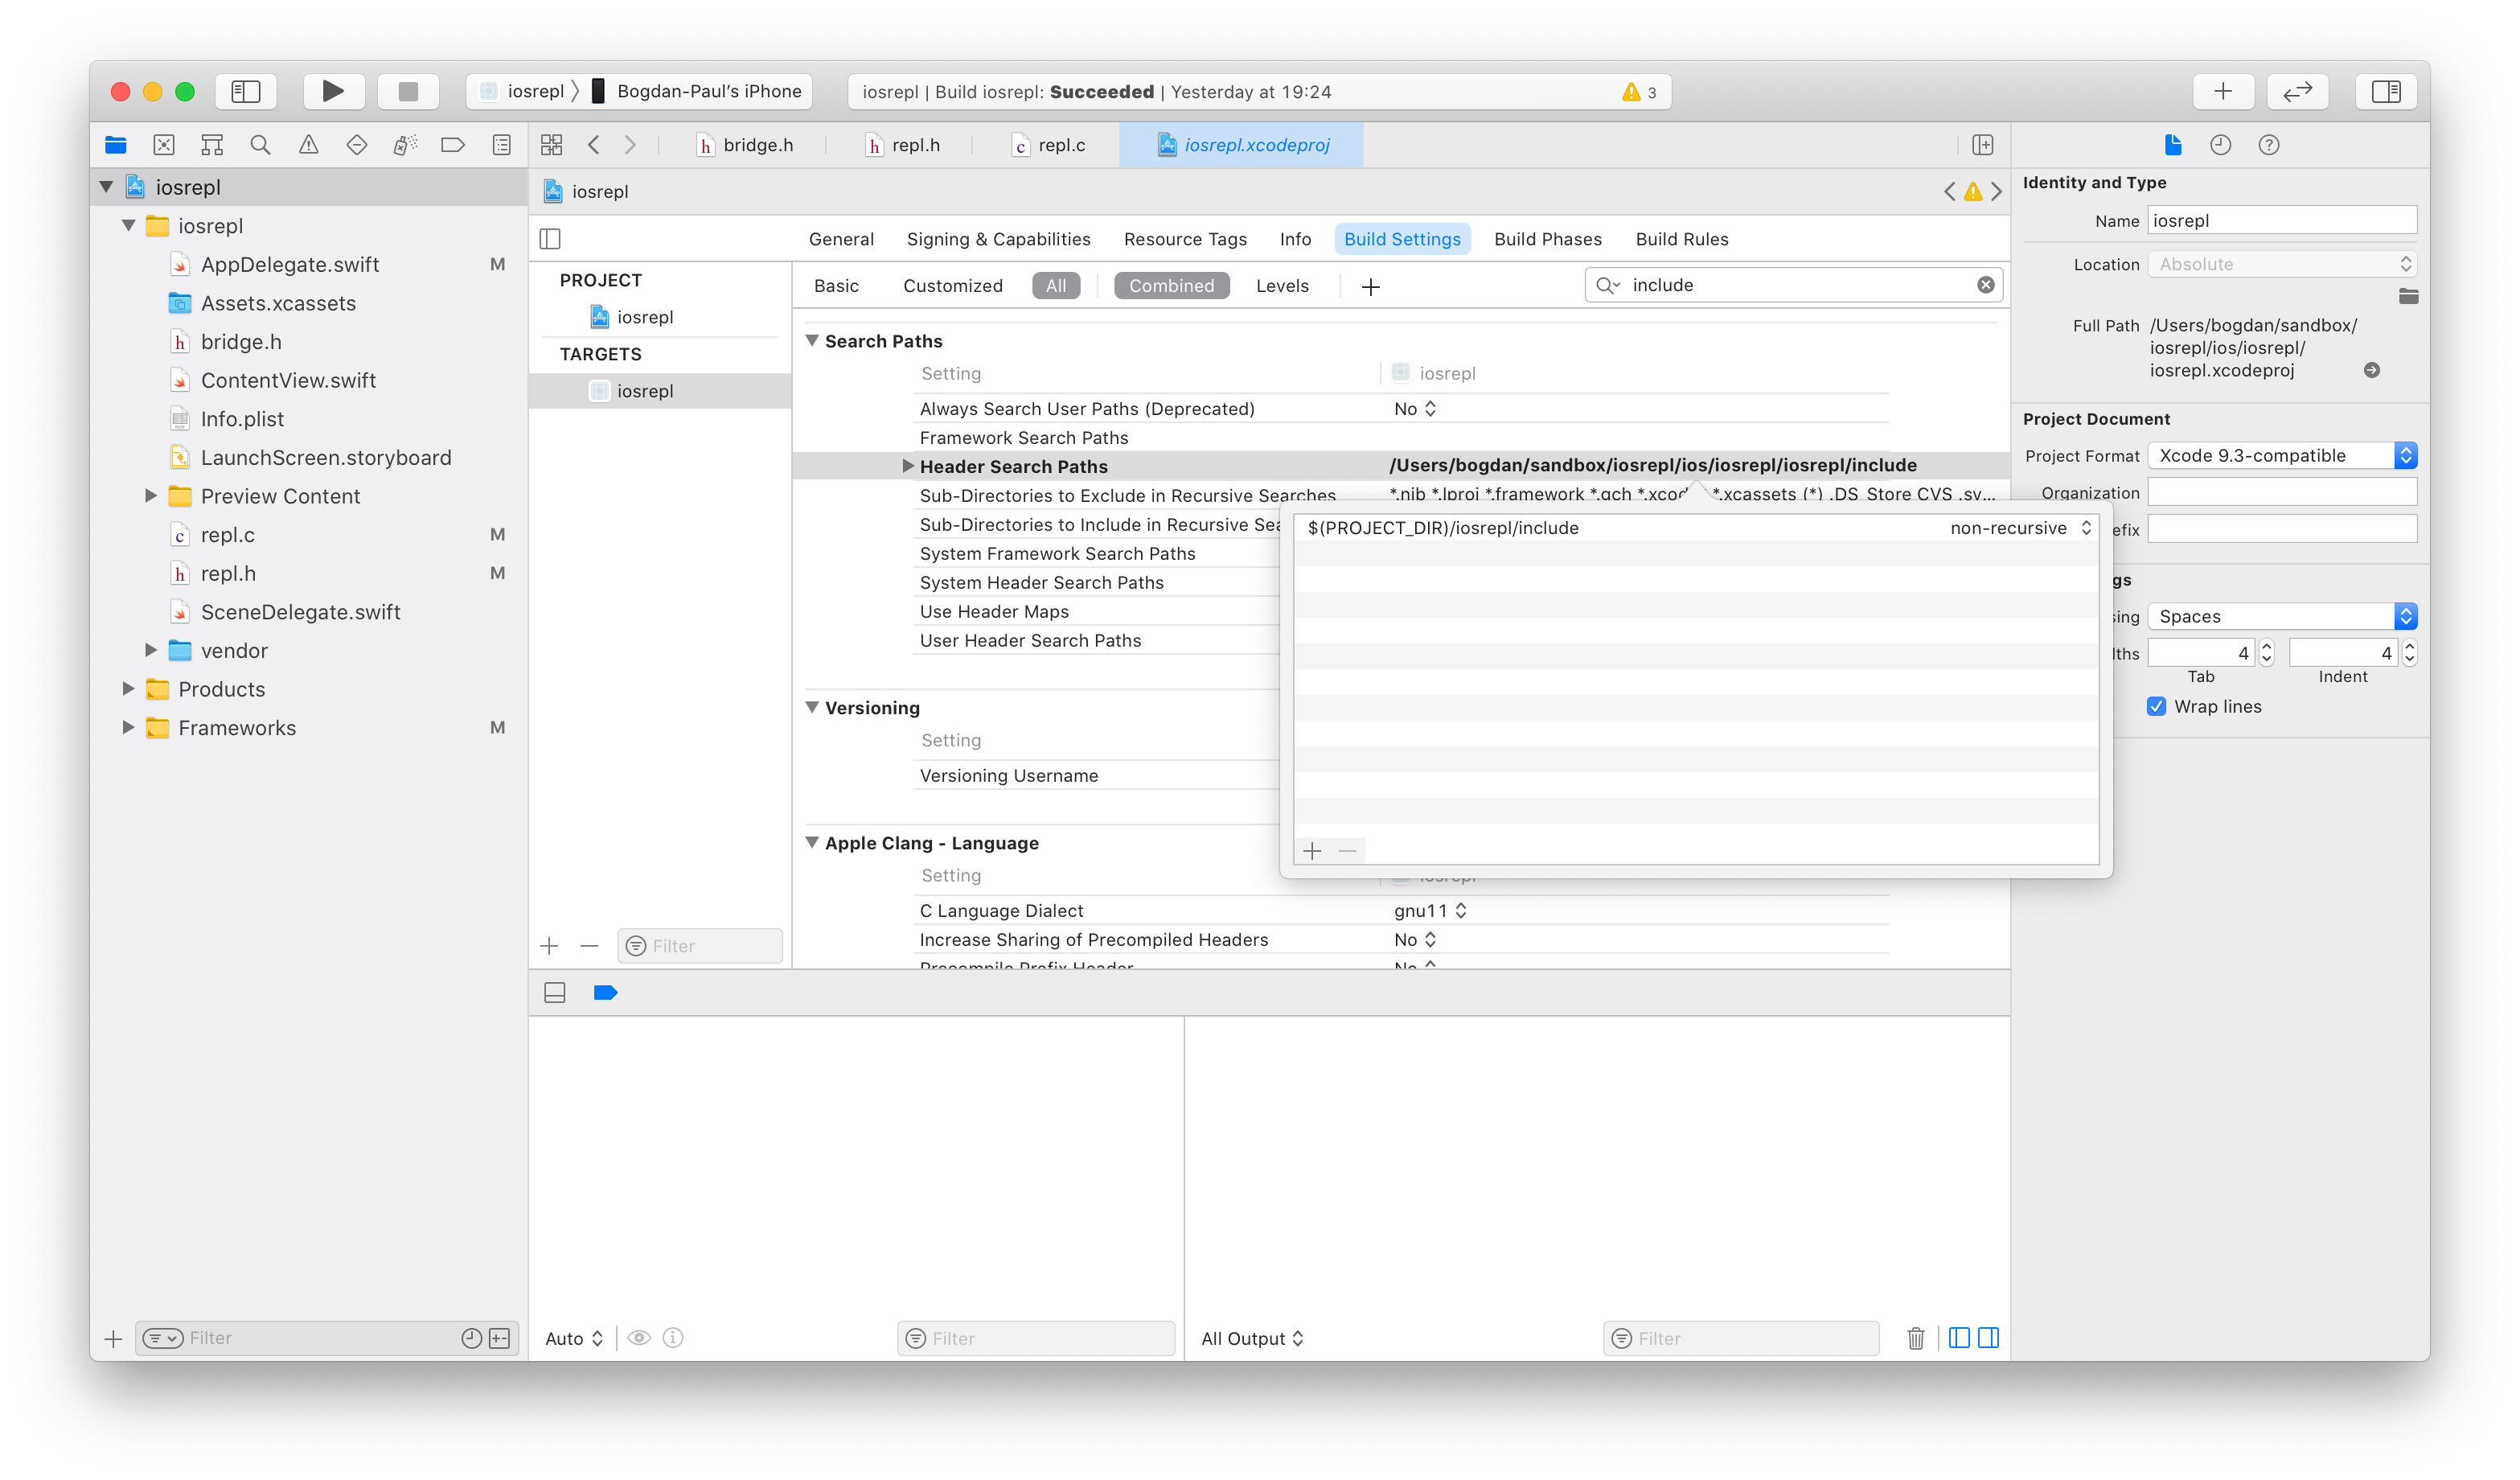 iosrepl 〉 Bogdan-Paul’s iPhone
iosrepl | Build iosrepl: Succeeded | Yesterday at 19:24
3
bridge.h
repl.h
repl.c
iosrepl.xcodeproj
iosrepl
iosrepl
AppDelegate.swift M
Assets.xcassets
bridge.h
ContentView.swift
Info.plist
LaunchScreen.storyboard
Preview Content
repl.c M
repl.h M
SceneDelegate.swift
vendor
Products
Frameworks M
Filter
iosrepl
General Signing & Capabilities Resource Tags Info Build Settings Build Phases Build Rules
PROJECT
iosrepl
TARGETS
iosrepl
Filter
Basic Customized All Combined Levels + include
Search Paths
Setting iosrepl
Always Search User Paths (Deprecated) No
Framework Search Paths
Header Search Paths /Users/bogdan/sandbox/iosrepl/ios/iosrepl/iosrepl/include
Sub-Directories to Exclude in Recursive Searches *.nib *.lproj *.framework *.gch *.xcod *.xcassets (*) .DS_Store CVS .sv...
Sub-Directories to Include in Recursive Sea
System Framework Search Paths
System Header Search Paths
Use Header Maps
User Header Search Paths
$(PROJECT_DIR)/iosrepl/include non-recursive
Versioning
Setting
Versioning Username
Apple Clang - Language
Setting iosrepl
C Language Dialect gnu11
Increase Sharing of Precompiled Headers No
Precompile Prefix Header No
Auto
Filter
All Output
Filter
Identity and Type
Name iosrepl
Location Absolute
Full Path /Users/bogdan/sandbox/
iosrepl/ios/iosrepl/
iosrepl.xcodeproj
Project Document
Project Format Xcode 9.3-compatible
Organization
efix
gs
sing Spaces
lths 4 4
Tab Indent
Wrap lines